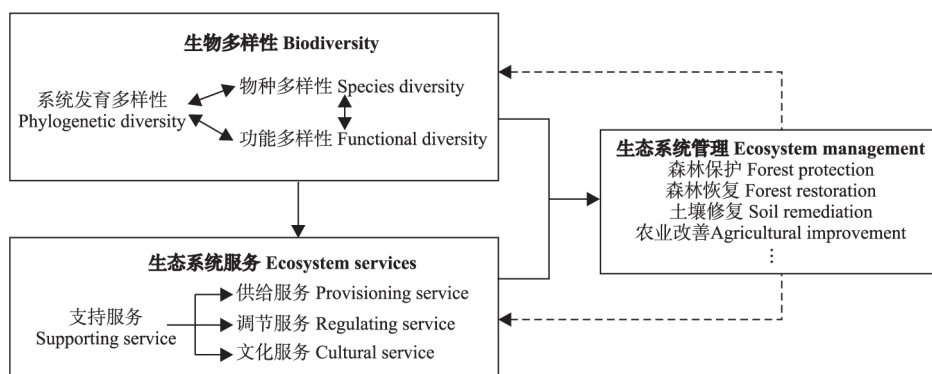 生物多样性 Biodiversity
系统发育多样性
Phylogenetic diversity
物种多样性 Species diversity
功能多样性 Functional diversity
生态系统服务 Ecosystem services
支持服务
Supporting service
供给服务 Provisioning service
调节服务 Regulating service
文化服务 Cultural service
生态系统管理 Ecosystem management
森林保护 Forest protection
森林恢复 Forest restoration
土壤修复 Soil remediation
农业改善Agricultural improvement
⋮